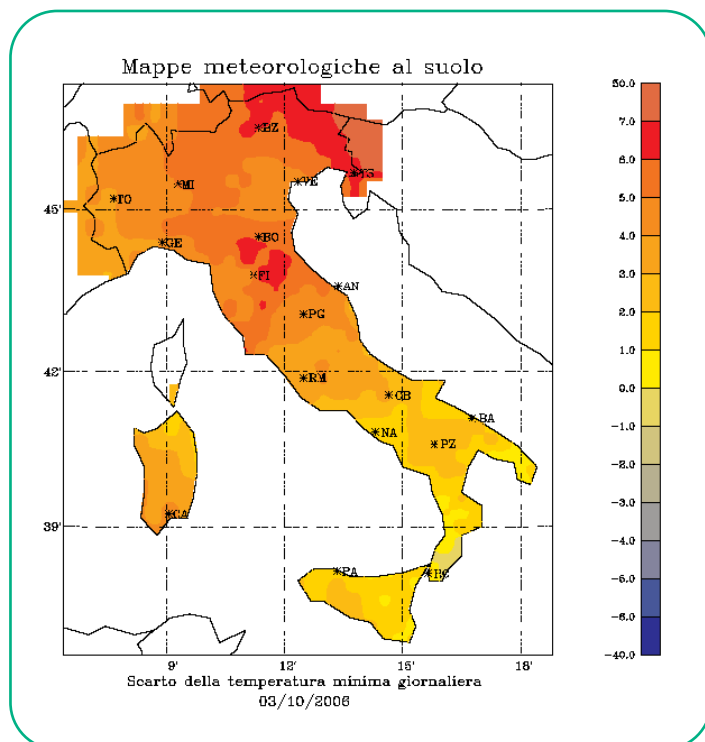 Mappe meteorologiche al suolo
50.0
7.0
6.0
5.0
4.0
3.0
2.0
1.0
0.0
-1.0
-2.0
-3.0
-4.0
-5.0
-6.0
-40.0
*BZ
*TS
*VE
*MI
*TO
45'
*BO
*GE
*FI
*AN
*PG
42'
*RM
*CB
*BA
*NA
*PZ
39'
*CA
*PA
*RC
9'
12'
15'
18'
Scarto della temperatura minima giornaliera
03/10/2006